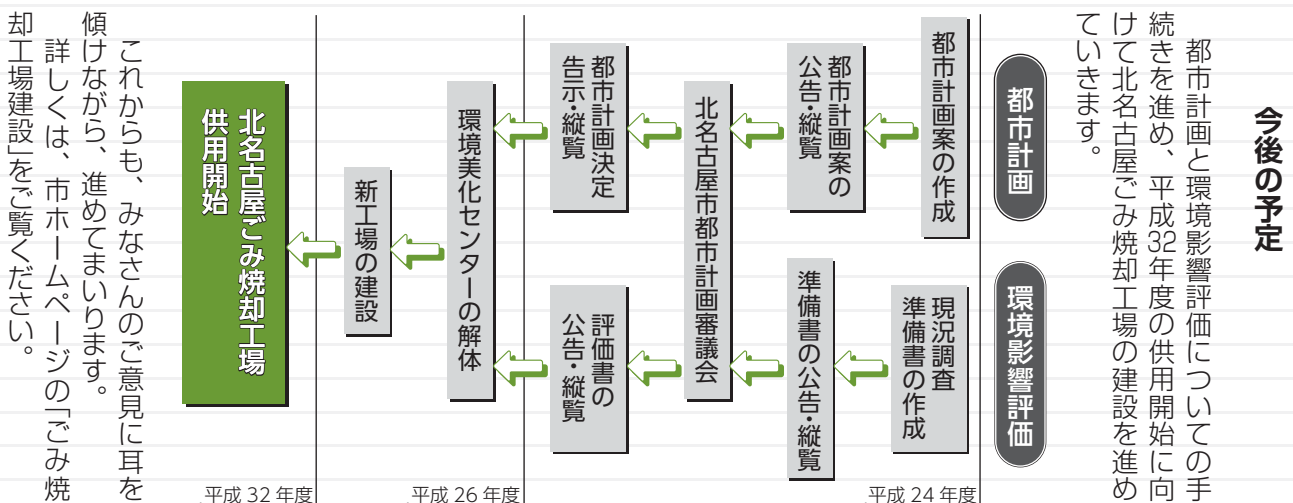 今後の予定
都市計画と環境影響評価についての手
続きを進め、平成32年度の供用開始に向
けて北名古屋ごみ焼却工場の建設を進め
ていきます。
都市計画
環境影響評価
平成 24 年度
都市計画案の作成
現況調査
準備書の作成
都市計画案の
公告・縦覧
準備書の公告・縦覧
北名古屋市都市計画審議会
都市計画決定
告示・縦覧
評価書の
公告・縦覧
平成 26 年度
環境美化センターの解体
新工場の建設
平成 32 年度
北名古屋ごみ焼却工場
供用開始
これからも、みなさんのご意見に耳を
傾けながら、進めてまいります。
詳しくは、市ホームページの「ごみ焼
却工場建設」をご覧ください。